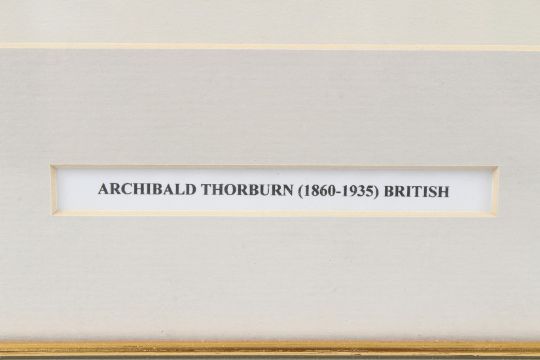 ARCHIBALD THORBURN (1860-1935) BRITISH